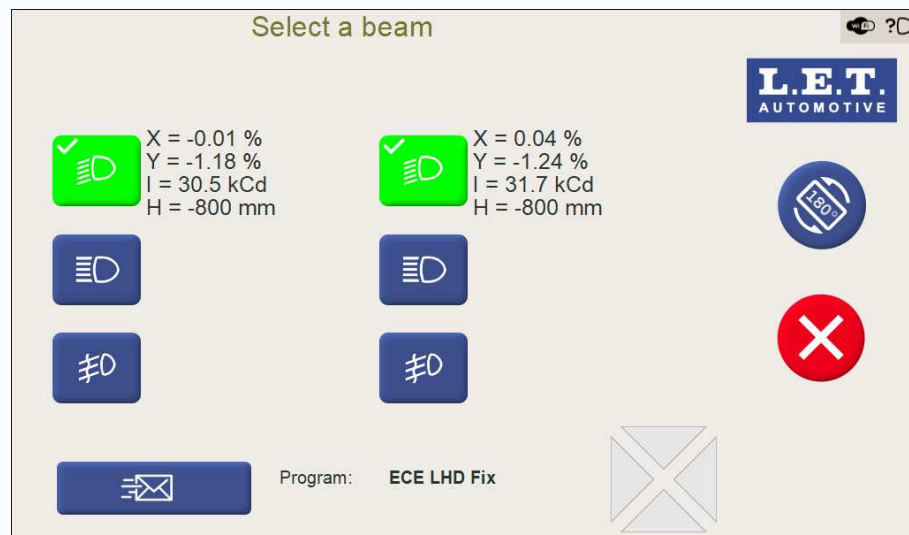 Select a beam
WiFi ?
L.E.T.
AUTOMOTIVE
X = -0.01 %
Y = -1.18 %
I = 30.5 kCd
H = -800 mm
X = 0.04 %
Y = -1.24 %
I = 31.7 kCd
H = -800 mm
180°
Program: ECE LHD Fix